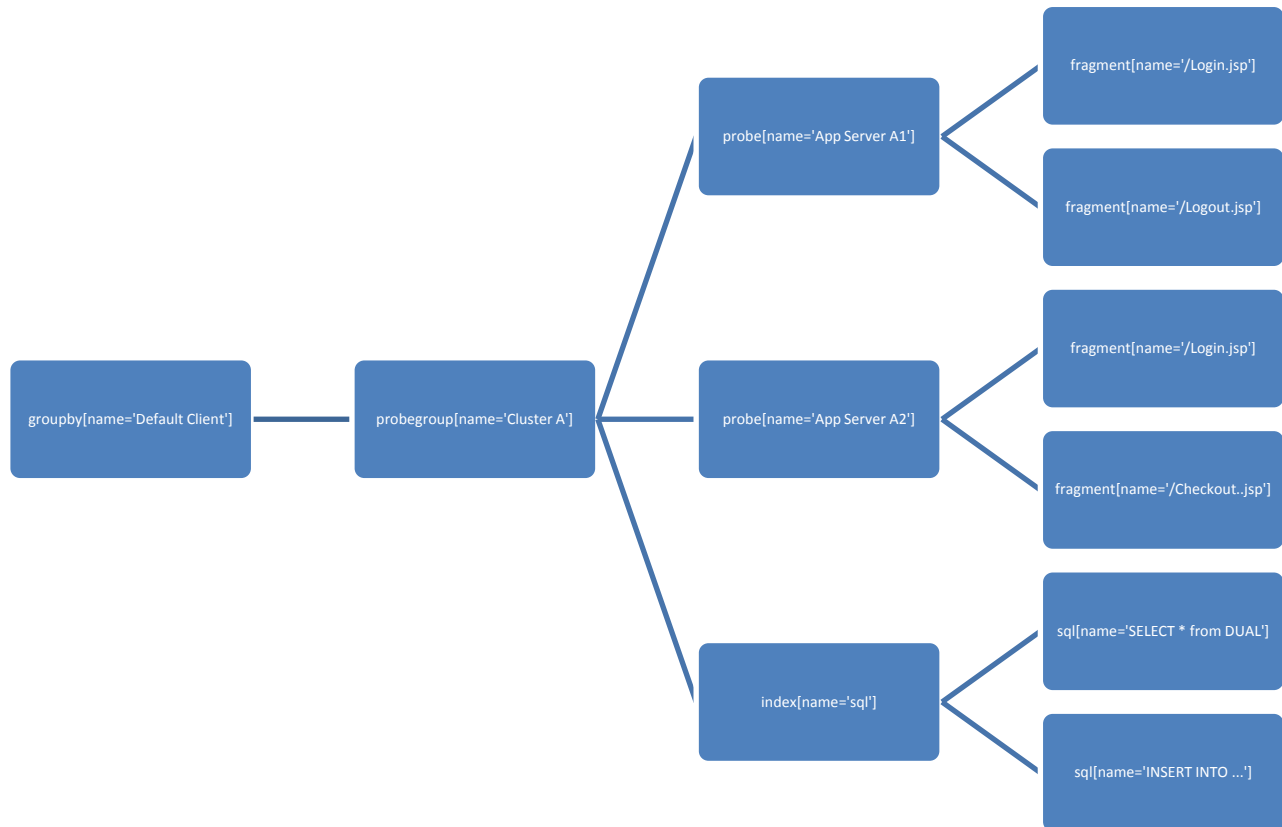 fragment[name='/Login.jsp']
probe[name='App Server A1']
fragment[name='/Logout.jsp']
fragment[name='/Login.jsp']
groupby[name='Default Client']
probegroup[name='Cluster A']
probe[name='App Server A2']
fragment[name='/Checkout..jsp']
sql[name='SELECT * from DUAL']
index[name='sql']
sql[name='INSERT INTO ...']